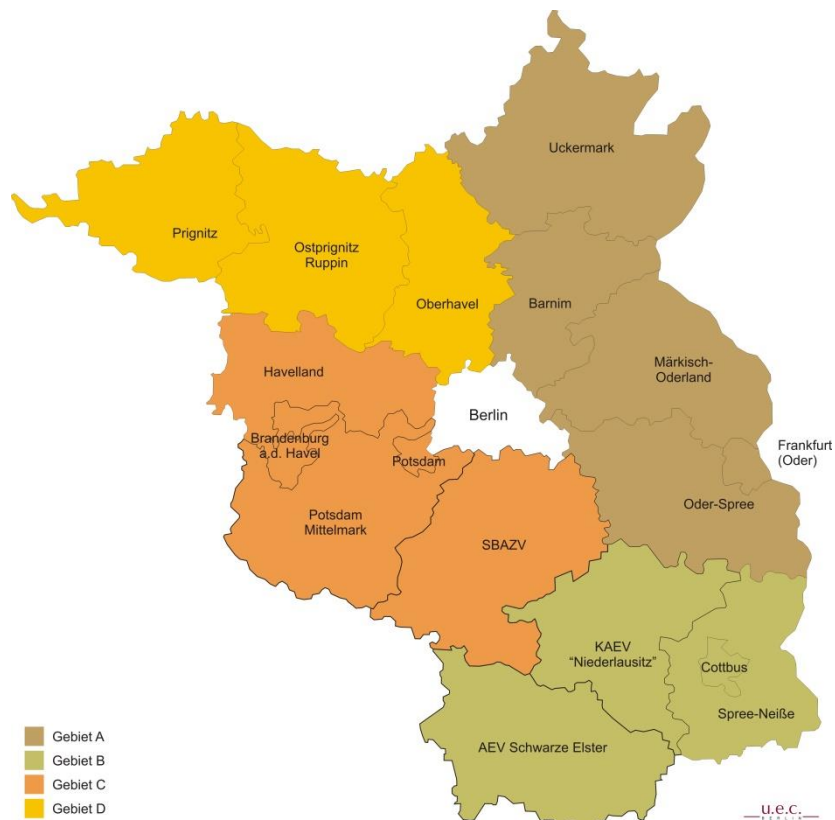 Uckermark
Prignitz
Ostprignitz
Ruppin
Oberhavel
Barnim
Märkisch-
Oderland
Havelland
Berlin
Brandenburg
a.d. Havel
Potsdam
Frankfurt
(Oder)
Oder-Spree
Potsdam
Mittelmark
SBAZV
KAEV
"Niederlausitz"
Cottbus
Spree-Neiße
AEV Schwarze Elster
Gebiet A
Gebiet B
Gebiet C
Gebiet D
u.e.c.
BERLIN